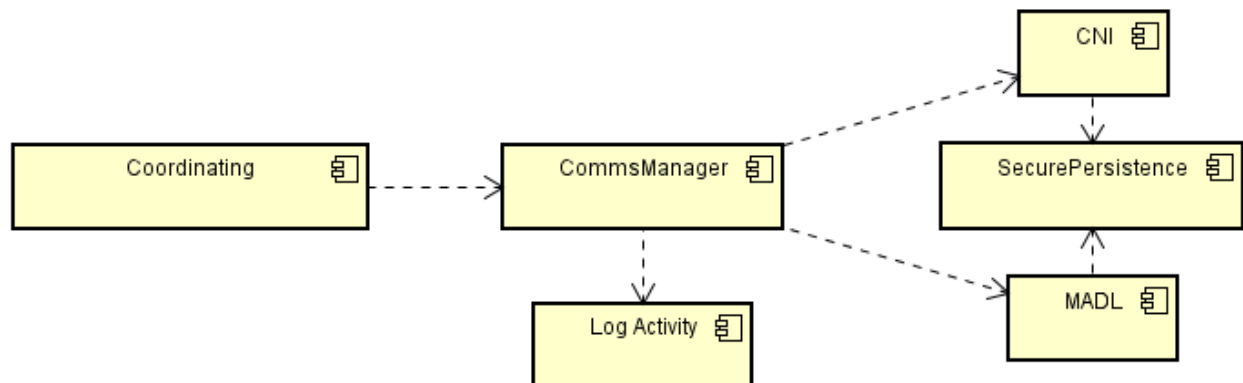 CNI
Coordinating
CommsManager
SecurePersistence
Log Activity
MADL